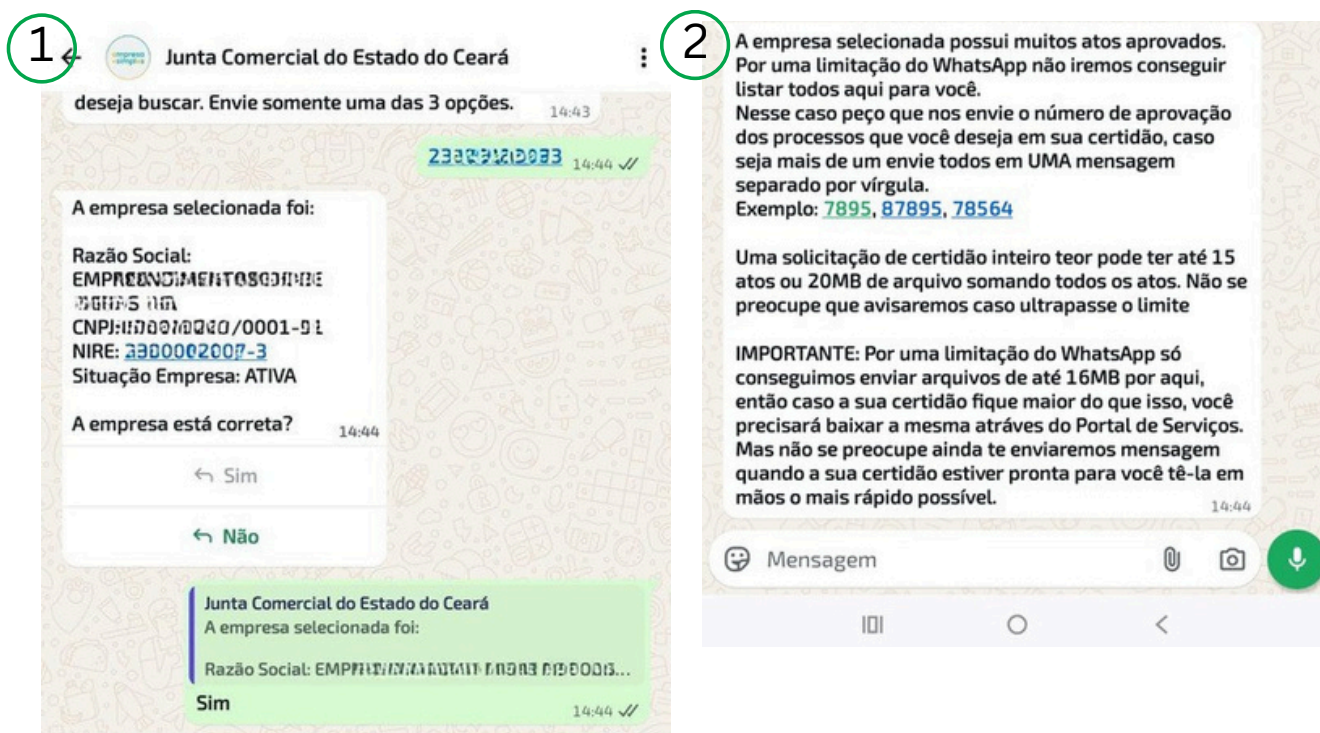 1
Junta Comercial do Estado do Ceará
deseja buscar. Envie somente uma das 3 opções.
14:43
14:44
A empresa selecionada foi:
Razão Social:
CNPJ: /0001-91
NIRE:
Situação Empresa: ATIVA
A empresa está correta?
14:44
Sim
Não
Junta Comercial do Estado do Ceará
A empresa selecionada foi:
Razão Social:
Sim
14:44
2
A empresa selecionada possui muitos atos aprovados.
Por uma limitação do WhatsApp não iremos conseguir
listar todos aqui para você.
Nesse caso peço que nos envie o número de aprovação
dos processos que você deseja em sua certidão, caso
seja mais de um envie todos em UMA mensagem
separado por vírgula.
Exemplo: 7895, 87895, 78564
Uma solicitação de certidão inteiro teor pode ter até 15
atos ou 20MB de arquivo somando todos os atos. Não se
preocupe que avisaremos caso ultrapasse o limite
IMPORTANTE: Por uma limitação do WhatsApp só
conseguimos enviar arquivos de até 16MB por aqui,
então caso a sua certidão fique maior do que isso, você
precisará baixar a mesma atráves do Portal de Serviços.
Mas não se preocupe ainda te enviaremos mensagem
quando a sua certidão estiver pronta para você tê-la em
mãos o mais rápido possível.
14:44
Mensagem